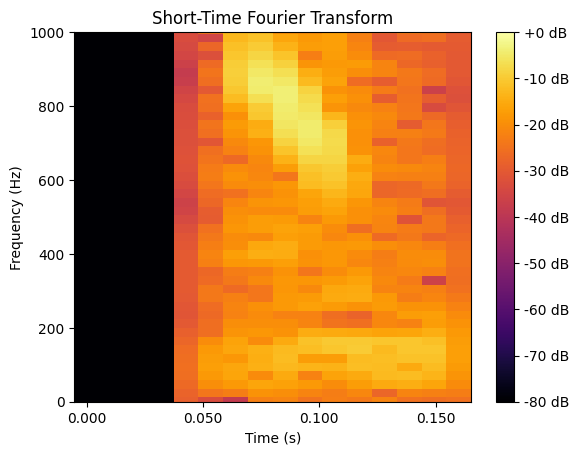 Short-Time Fourier Transform
Frequency (Hz)
1000
800
600
400
200
0
0.000
0.050
0.100
0.150
Time (s)
+0 dB
-10 dB
-20 dB
-30 dB
-40 dB
-50 dB
-60 dB
-70 dB
-80 dB